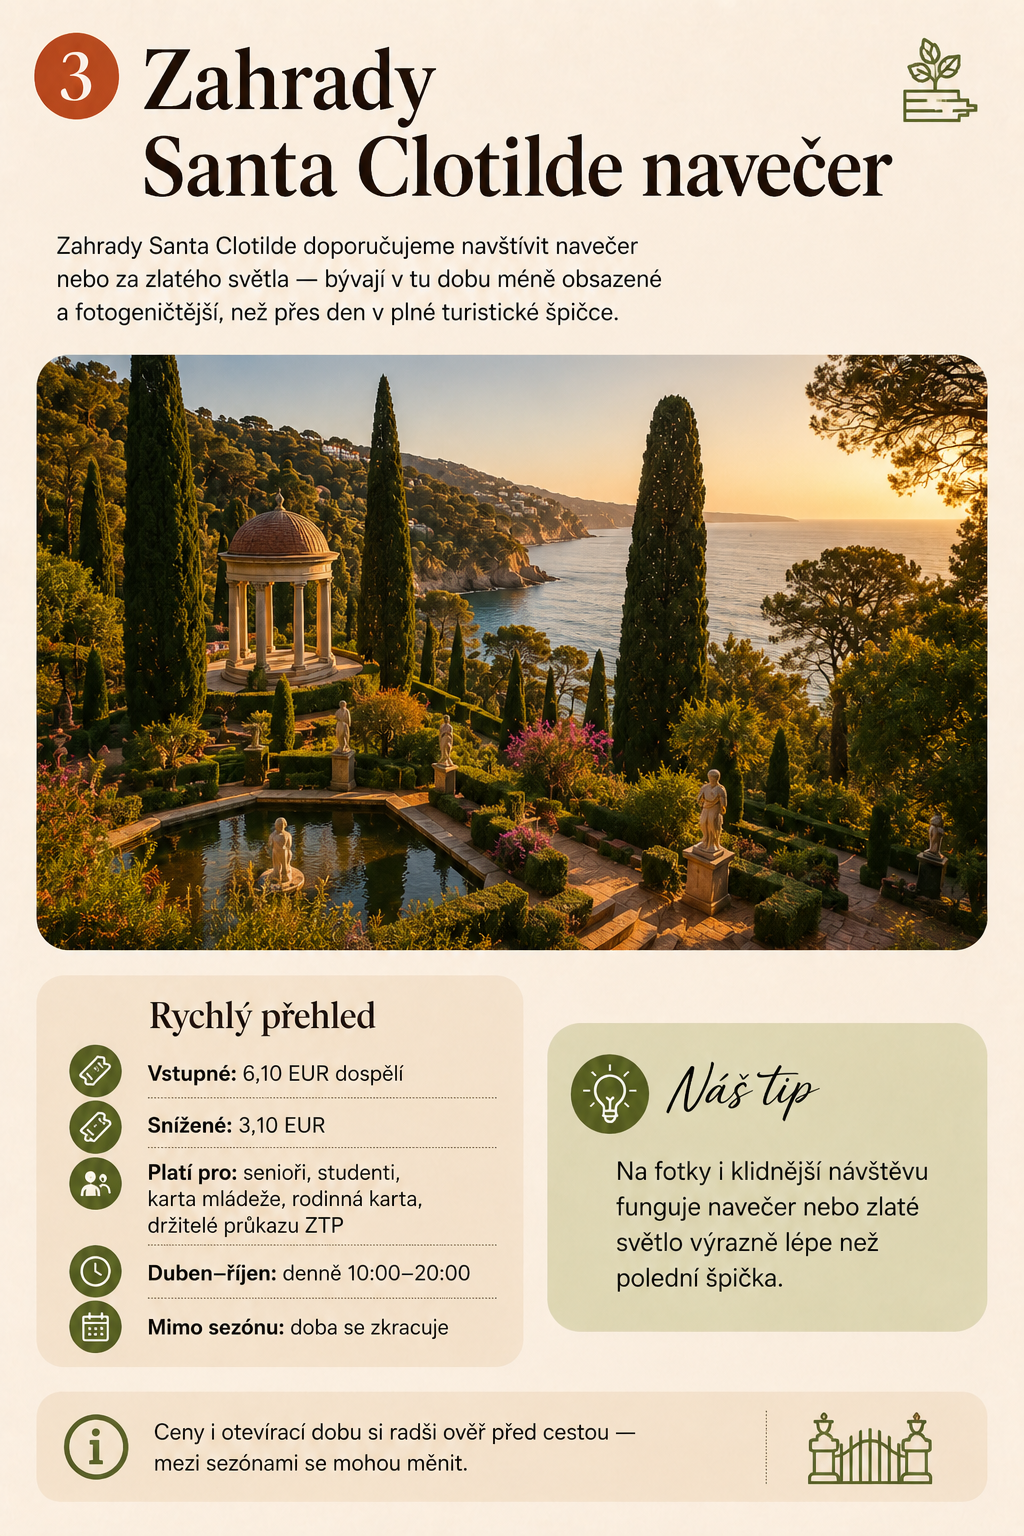 3
Zahrady
Santa Clotilde navečer
Zahrady Santa Clotilde doporučujeme navštívit navečer
nebo za zlatého světla — bývají v tu dobu méně obsazené
a fotogeničtější, než přes den v plné turistické špičce.
Rychlý přehled
Vstupné: 6,10 EUR dospělí
Snížené: 3,10 EUR
Platí pro: senioři, studenti,
karta mládeže, rodinná karta,
držitelé průkazu ZTP
Duben–říjen: denně 10:00–20:00
Mimo sezónu: doba se zkracuje
Náš tip
Na fotky i klidnější návštěvu
funguje navečer nebo zlaté
světlo výrazně lépe než
polední špička.
Ceny i otevírací dobu si radši ověř před cestou —
mezi sezónami se mohou měnit.